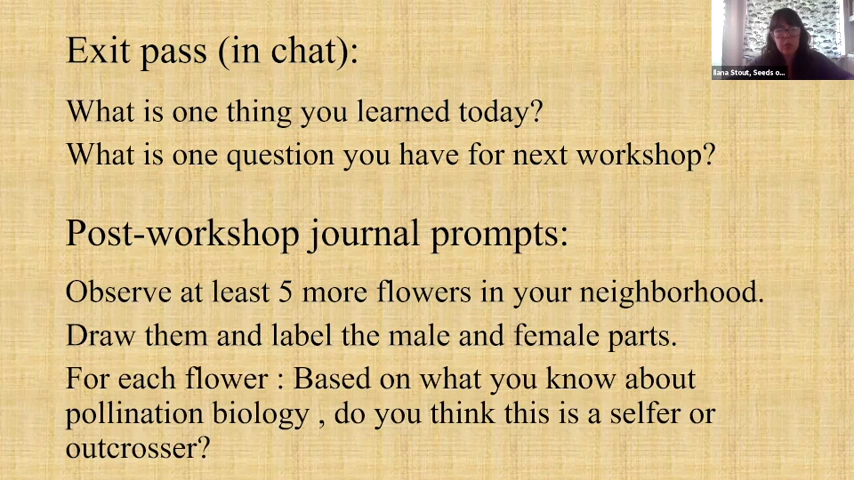 Exit pass (in chat):
What is one thing you learned today?
What is one question you have for next workshop?
Post-workshop journal prompts:
Observe at least 5 more flowers in your neighborhood.
Draw them and label the male and female parts.
For each flower : Based on what you know about
pollination biology , do you think this is a selfer or
outcrosser?
Ilana Stout, Seeds o...